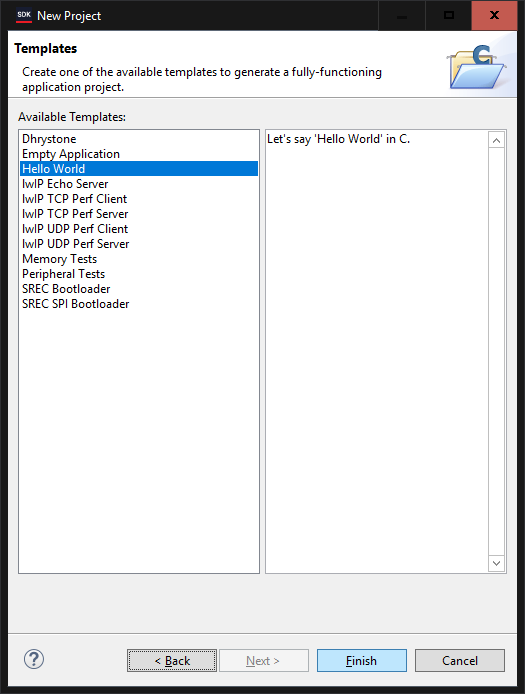 SDK New Project
Templates
Create one of the available templates to generate a fully-functioning
application project.
C
Available Templates:
Dhrystone
Empty Application
Hello World
lwIP Echo Server
lwIP TCP Perf Client
lwIP TCP Perf Server
lwIP UDP Perf Client
lwIP UDP Perf Server
Memory Tests
Peripheral Tests
SREC Bootloader
SREC SPI Bootloader
Let's say 'Hello World' in C.
?
< Back
Next >
Finish
Cancel